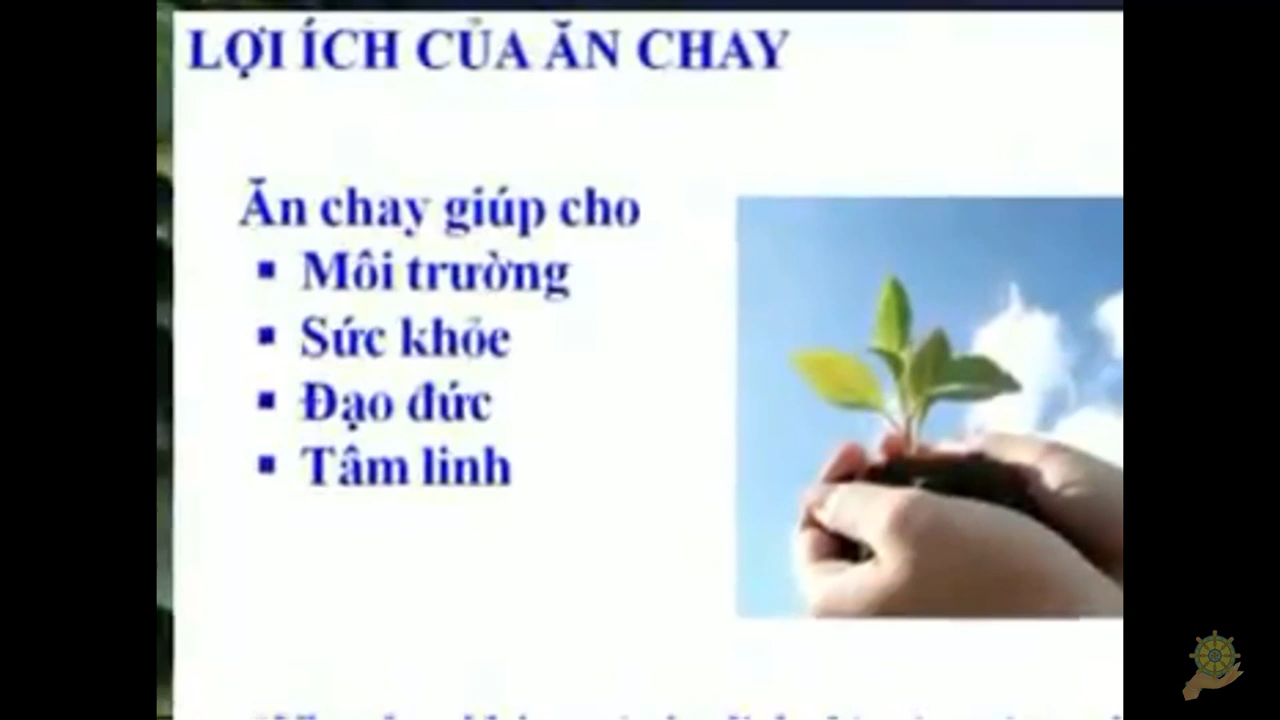 LỢI ÍCH CỦA ĂN CHAY
Ăn chay giúp cho
▪ Môi trường
▪ Sức khỏe
▪ Đạo đức
▪ Tâm linh